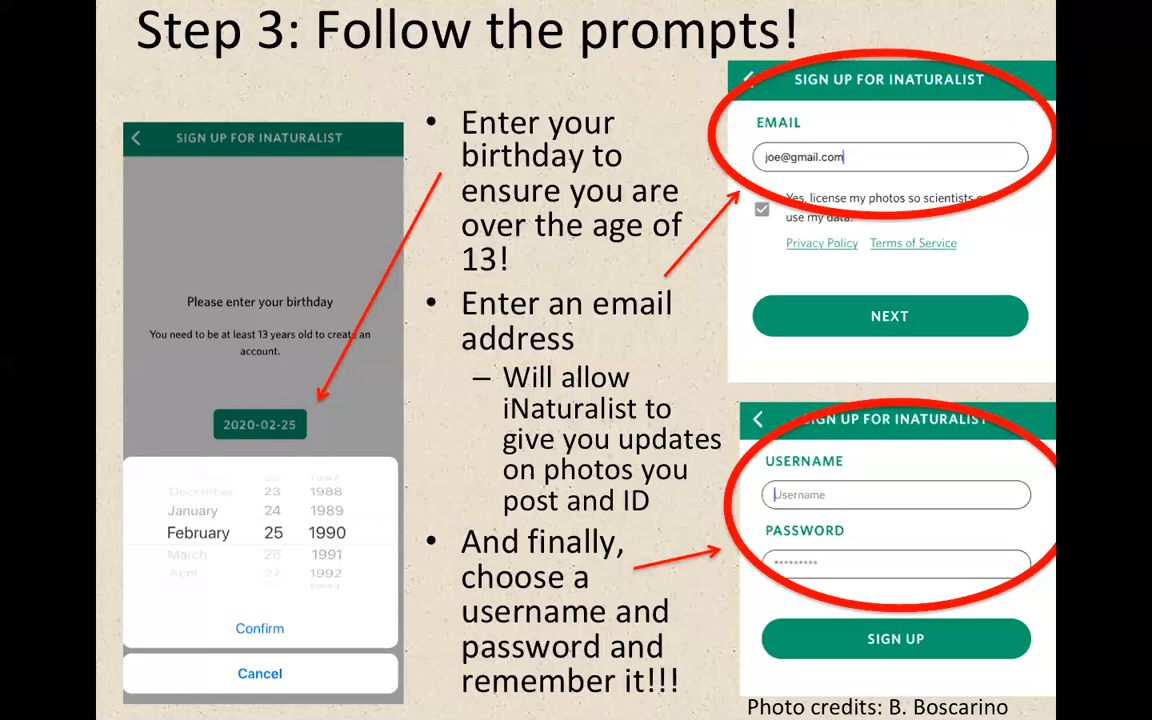 Step 3: Follow the prompts!
SIGN UP FOR INATURALIST
Please enter your birthday
You need to be at least 13 years old to create an
account.
2020-02-25
1987
December 23 1988
January 24 1989
February 25 1990
March 26 1991
April 27 1992
Confirm
Cancel
• Enter your
birthday to
ensure you are
over the age of
13!
• Enter an email
address
– Will allow
iNaturalist to
give you updates
on photos you
post and ID
• And finally,
choose a
username and
password and
remember it!!!
SIGN UP FOR INATURALIST
EMAIL
joe@gmail.com
Yes, license my photos so scientists can
use my data.
Privacy Policy Terms of Service
NEXT
SIGN UP FOR INATURALIST
USERNAME
Username
PASSWORD
*********
SIGN UP
Photo credits: B. Boscarino